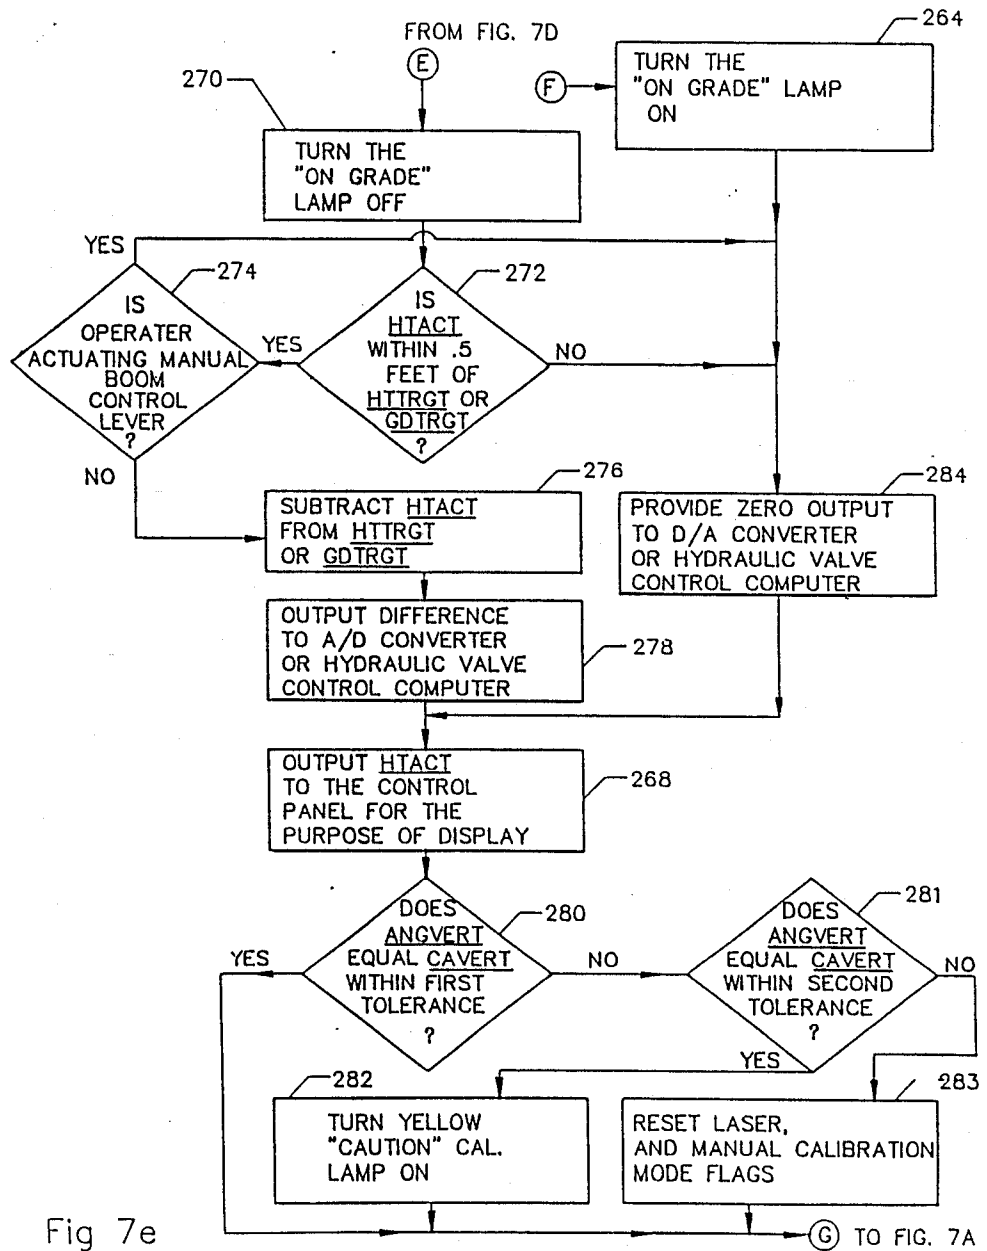 FROM FIG. 7D
E
264
F
TURN THE
"ON GRADE" LAMP
ON
270
TURN THE
"ON GRADE"
LAMP OFF
YES
274
IS
OPERATER
ACTUATING MANUAL
BOOM
CONTROL
LEVER
?
YES
272
IS
HTACT
WITHIN .5
FEET OF
HTTRGT OR
GDTRGT
?
NO
NO
276
SUBTRACT HTACT
FROM HTTRGT
OR GDTRGT
284
PROVIDE ZERO OUTPUT
TO D/A CONVERTER
OR HYDRAULIC VALVE
CONTROL COMPUTER
OUTPUT DIFFERENCE
TO A/D CONVERTER
OR HYDRAULIC VALVE
CONTROL COMPUTER
278
OUTPUT HTACT
TO THE CONTROL
PANEL FOR THE
PURPOSE OF DISPLAY
268
YES
280
DOES
ANGVERT
EQUAL CAVERT
WITHIN FIRST
TOLERANCE
?
NO
281
DOES
ANGVERT
EQUAL CAVERT
WITHIN SECOND
TOLERANCE
?
NO
YES
282
TURN YELLOW
"CAUTION" CAL.
LAMP ON
283
RESET LASER,
AND MANUAL CALIBRATION
MODE FLAGS
Fig 7e
G TO FIG. 7A